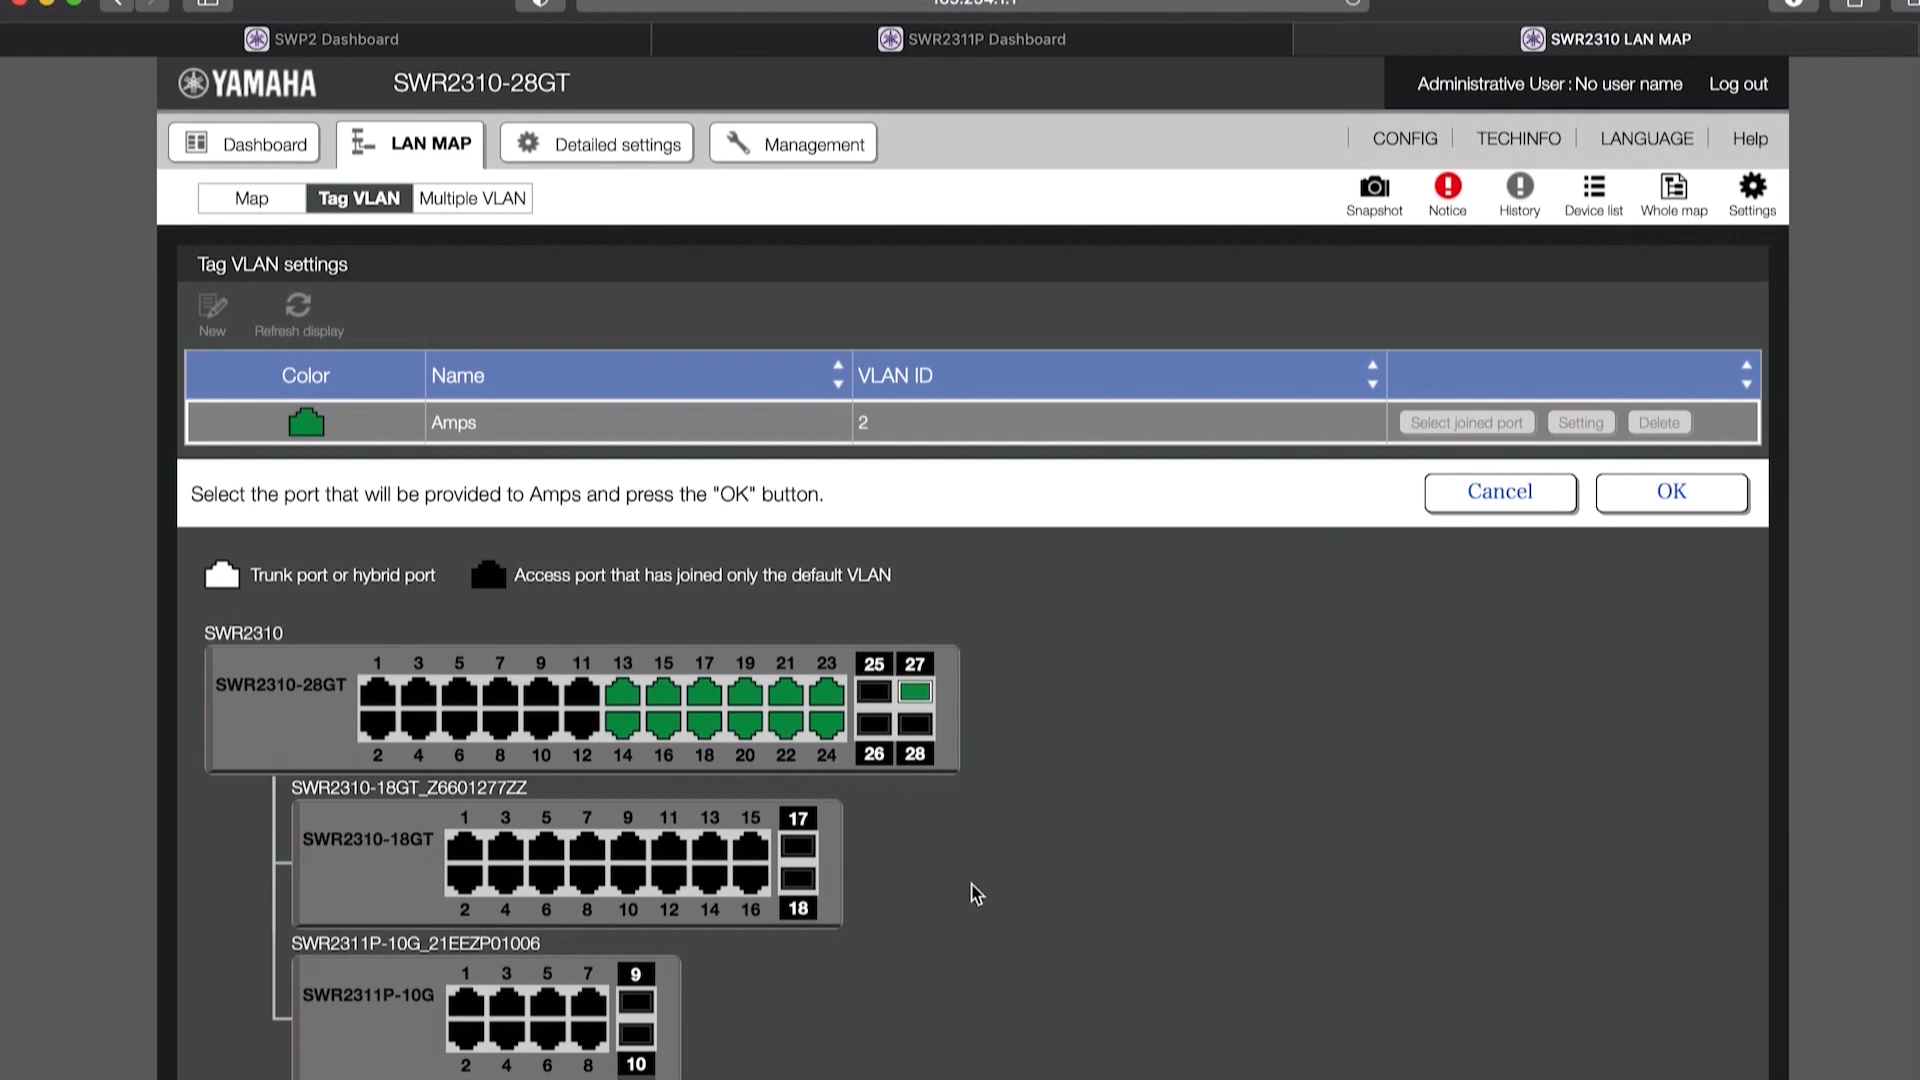 SWP2 Dashboard
SWR2311P Dashboard
SWR2310 LAN MAP
YAMAHA
SWR2310-28GT
Administrative User : No user name
Log out
Dashboard
LAN MAP
Detailed settings
Management
CONFIG
TECHINFO
LANGUAGE
Help
Map
Tag VLAN
Multiple VLAN
Snapshot
Notice
History
Device list
Whole map
Settings
Tag VLAN settings
New
Refresh display
Color
Name
VLAN ID
Amps
2
Select joined port
Setting
Delete
Select the port that will be provided to Amps and press the "OK" button.
Cancel
OK
Trunk port or hybrid port
Access port that has joined only the default VLAN
SWR2310
1 3 5 7 9 11 13 15 17 19 21 23 25 27
SWR2310-28GT
2 4 6 8 10 12 14 16 18 20 22 24 26 28
SWR2310-18GT_Z6601277ZZ
1 3 5 7 9 11 13 15 17
SWR2310-18GT
2 4 6 8 10 12 14 16 18
SWR2311P-10G_21EEZP01006
1 3 5 7 9
SWR2311P-10G
2 4 6 8 10